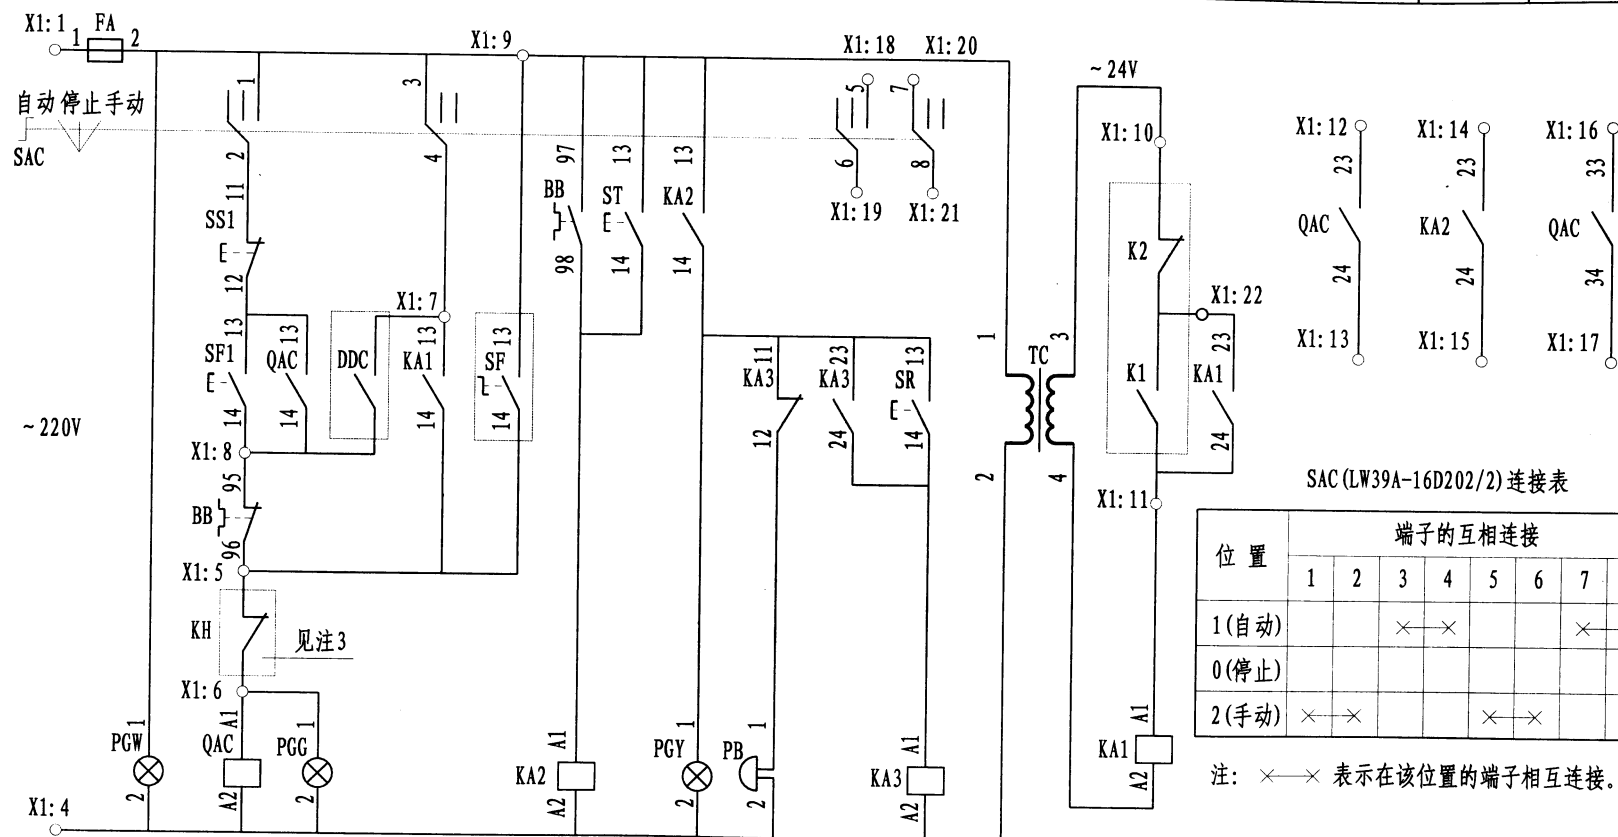 X1:1 1 FA 2 X1:9 X1:18 X1:20
~24V
自动 停止 手动
SAC
1 3 5 7
2 4 6 8
X1:10 X1:12 X1:14 X1:16
X1:19 X1:21
11 97 13 13 23 23 33
SS1 BB ST KA2 K2 QAC KA2 QAC
12 98 14 14 24 24 34
X1:7 X1:22
X1:13 X1:15 X1:17
13 13 13 13 11 23 13 1 3 23
SF1 QAC DDC KA1 SF KA3 KA3 SR TC K1 KA1
14 14 14 14 12 24 14 2 4 24
~220V
X1:8
95
BB
96
X1:11
X1:5
KH 见注3
X1:6
1 A1 1 A1 1 1 A1 A1
PGW QAC PGG KA2 PGY PB KA3 KA1
2 A2 2 A2 2 2 A2 A2
X1:4
SAC(LW39A-16D202/2)连接表
位置 端子的互相连接
1 2 3 4 5 6 7
1(自动) ×—× ×—
0(停止)
2(手动) ×—× ×—×
注: ×—× 表示在该位置的端子相互连接。